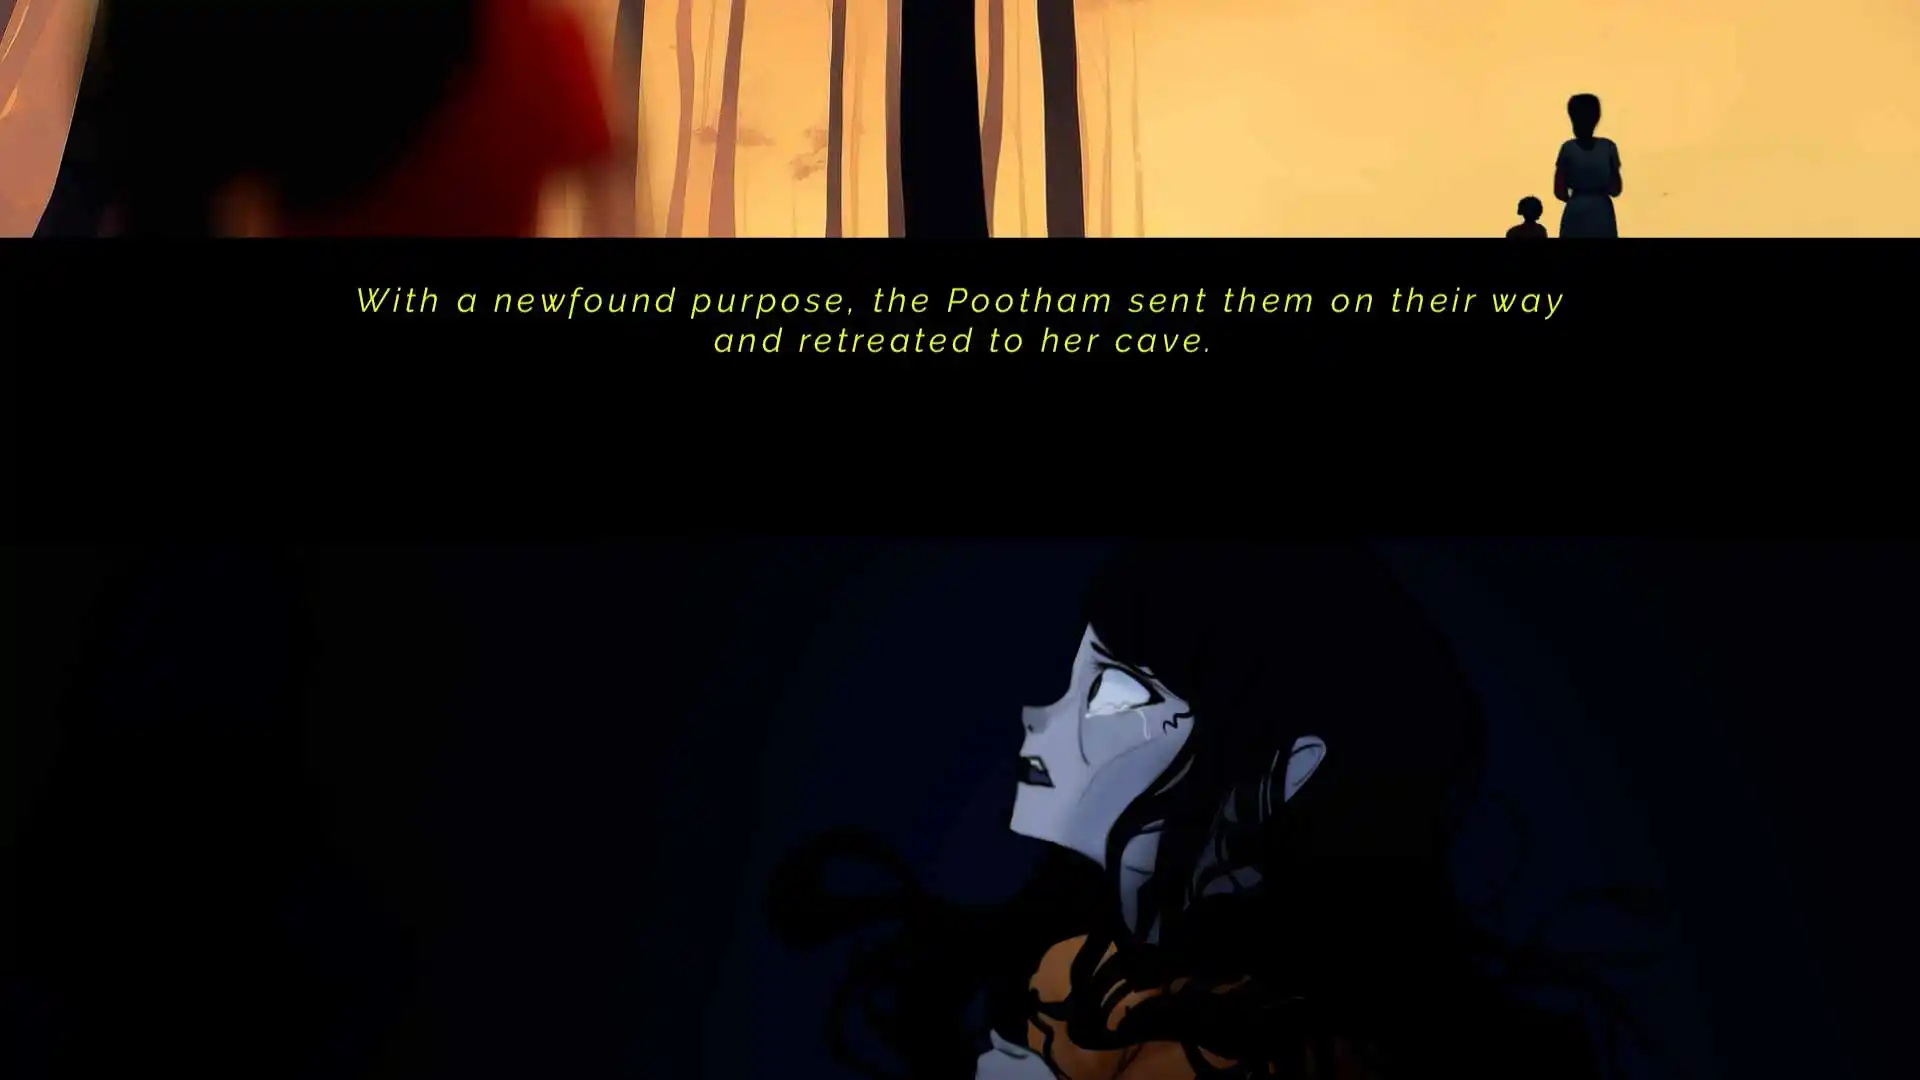 With a newfound purpose, the Pootham sent them on their way
and retreated to her cave.